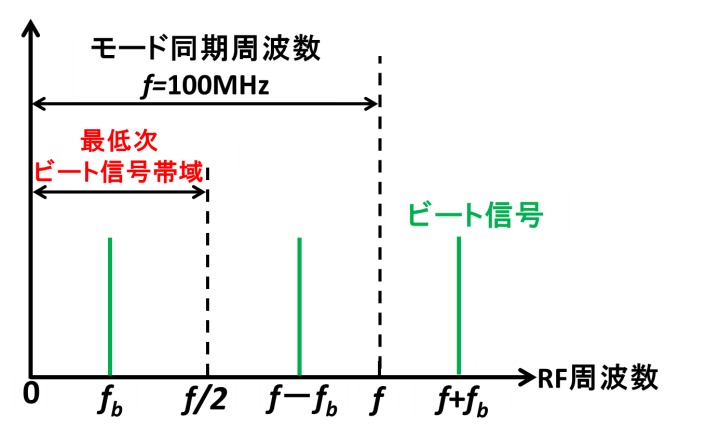 モード同期周波数
f=100MHz
最低次
ビート信号帯域
ビート信号
RF周波数
0
fb
f/2
f−fb
f
f+fb